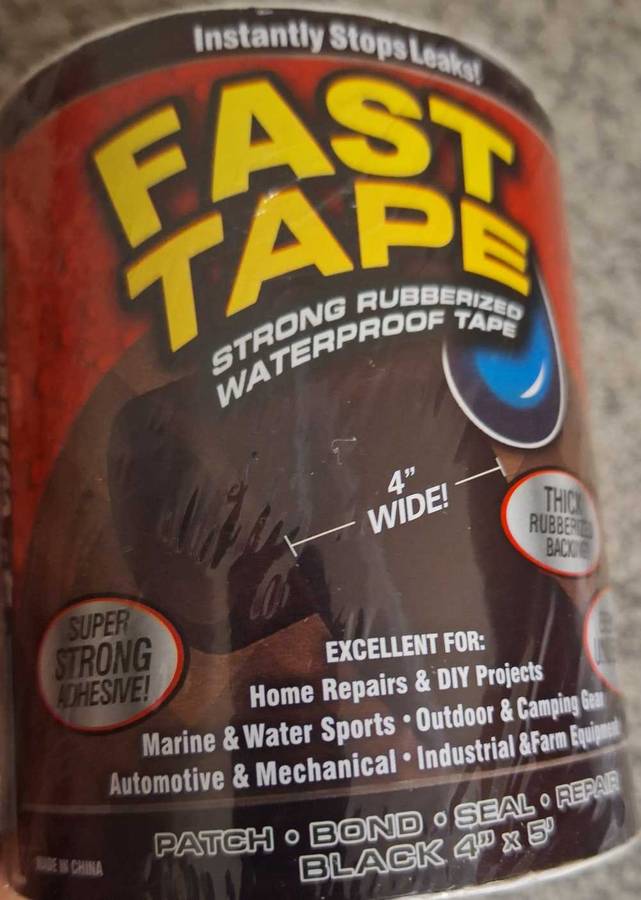 Instantly Stops Leaks!
FAST
TAPE
STRONG RUBBERIZED
WATERPROOF TAPE
4”
WIDE!
THICK
RUBBERIZED
BACKING
SUPER
STRONG
ADHESIVE!
EXCELLENT FOR:
Home Repairs & DIY Projects
Marine & Water Sports • Outdoor & Camping Gear
Automotive & Mechanical • Industrial &Farm Equipment
PATCH • BOND • SEAL • REPAIR
BLACK 4” x 5’
MADE IN CHINA